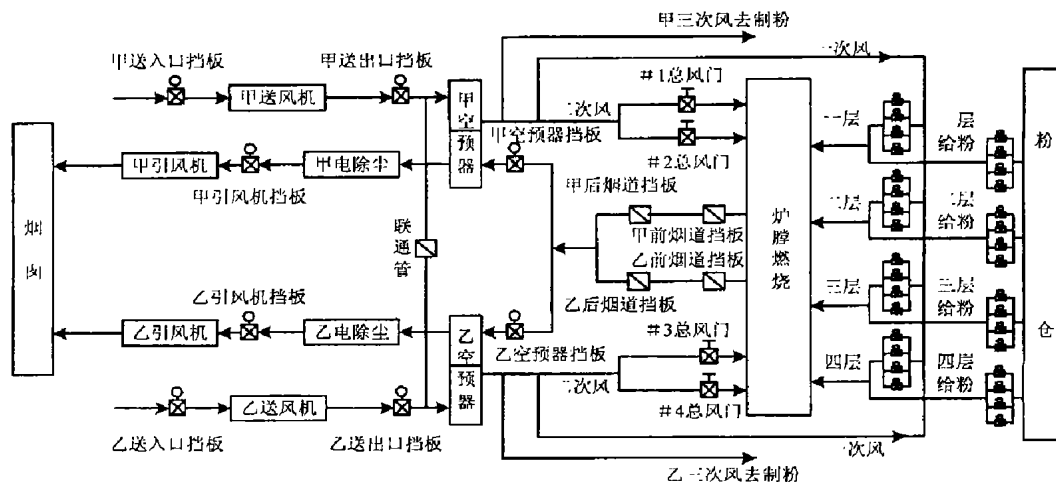 甲三次风去制粉
一次风
甲送入口挡板
甲送出口挡板
#1总风门
甲送风机
甲空预器
二次风
甲空预器挡板
#2总风门
一层
层给粉
粉仓
甲引风机
甲电除尘
甲引风机挡板
甲后烟道挡板
烟囱
联通管
甲前烟道挡板
乙前烟道挡板
炉膛燃烧
二层
二层给粉
乙引风机挡板
乙后烟道挡板
三层
三层给粉
乙引风机
乙电除尘
乙空预器
乙空预器挡板
#3总风门
二次风
四层
四层给粉
乙送风机
#4总风门
乙送入口挡板
乙送出口挡板
次风
乙三次风去制粉